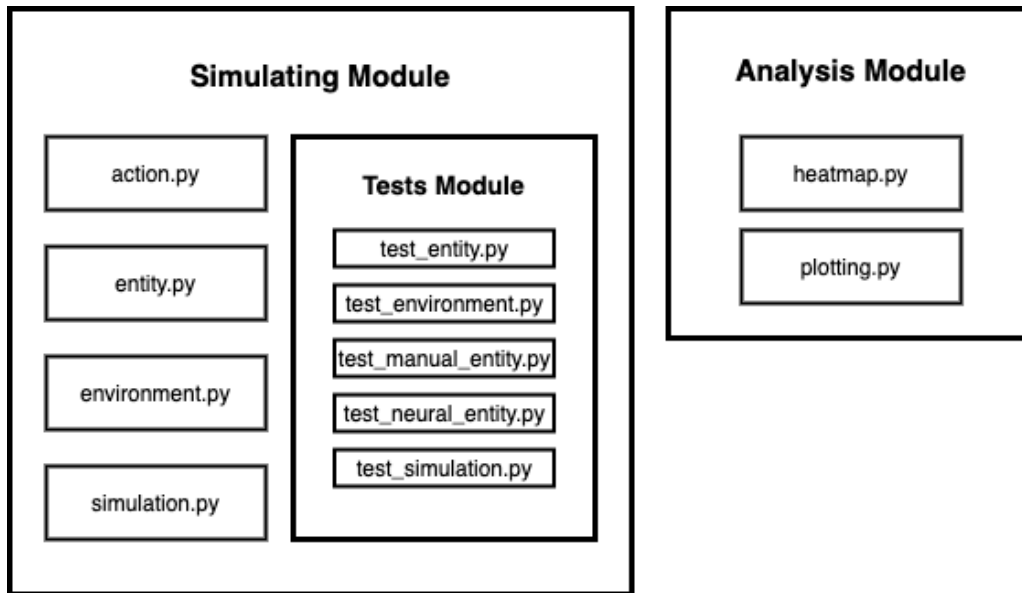 Simulating Module
action.py
entity.py
environment.py
simulation.py
Tests Module
test_entity.py
test_environment.py
test_manual_entity.py
test_neural_entity.py
test_simulation.py
Analysis Module
heatmap.py
plotting.py